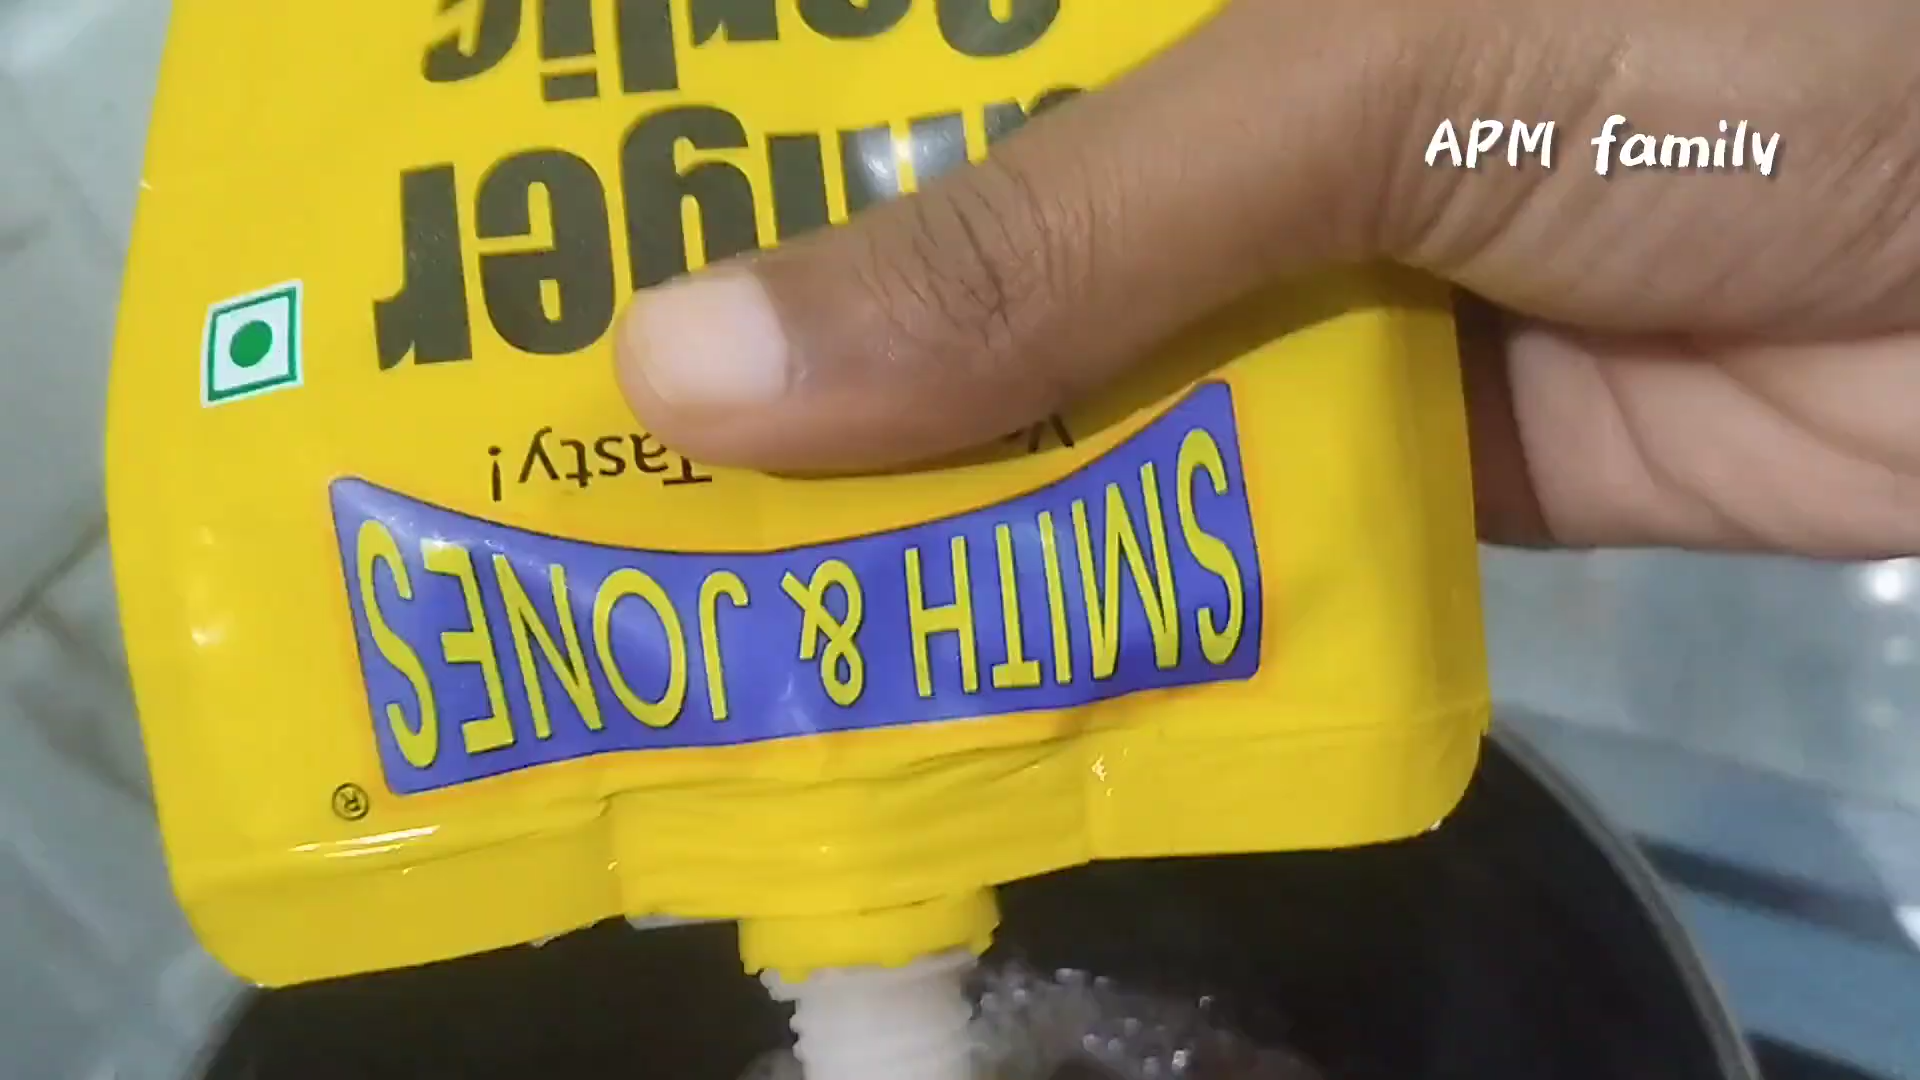 APM family
SMITH & JONES ®
Tasty!
Ginger
Garlic